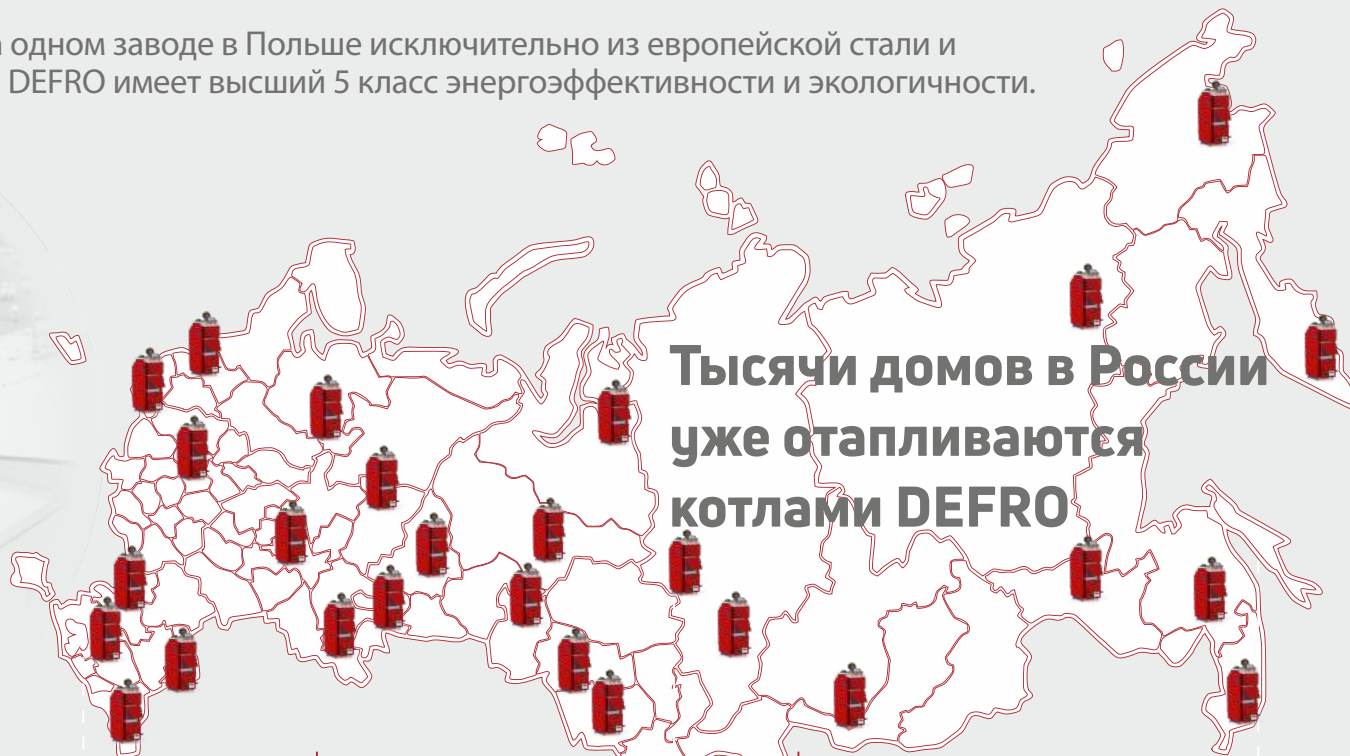 одном заводе в Польше исключительно из европейской стали и
DEFRO имеет высший 5 класс энергоэффективности и экологичности.
Тысячи домов в России
уже отапливаются
котлами DEFRO